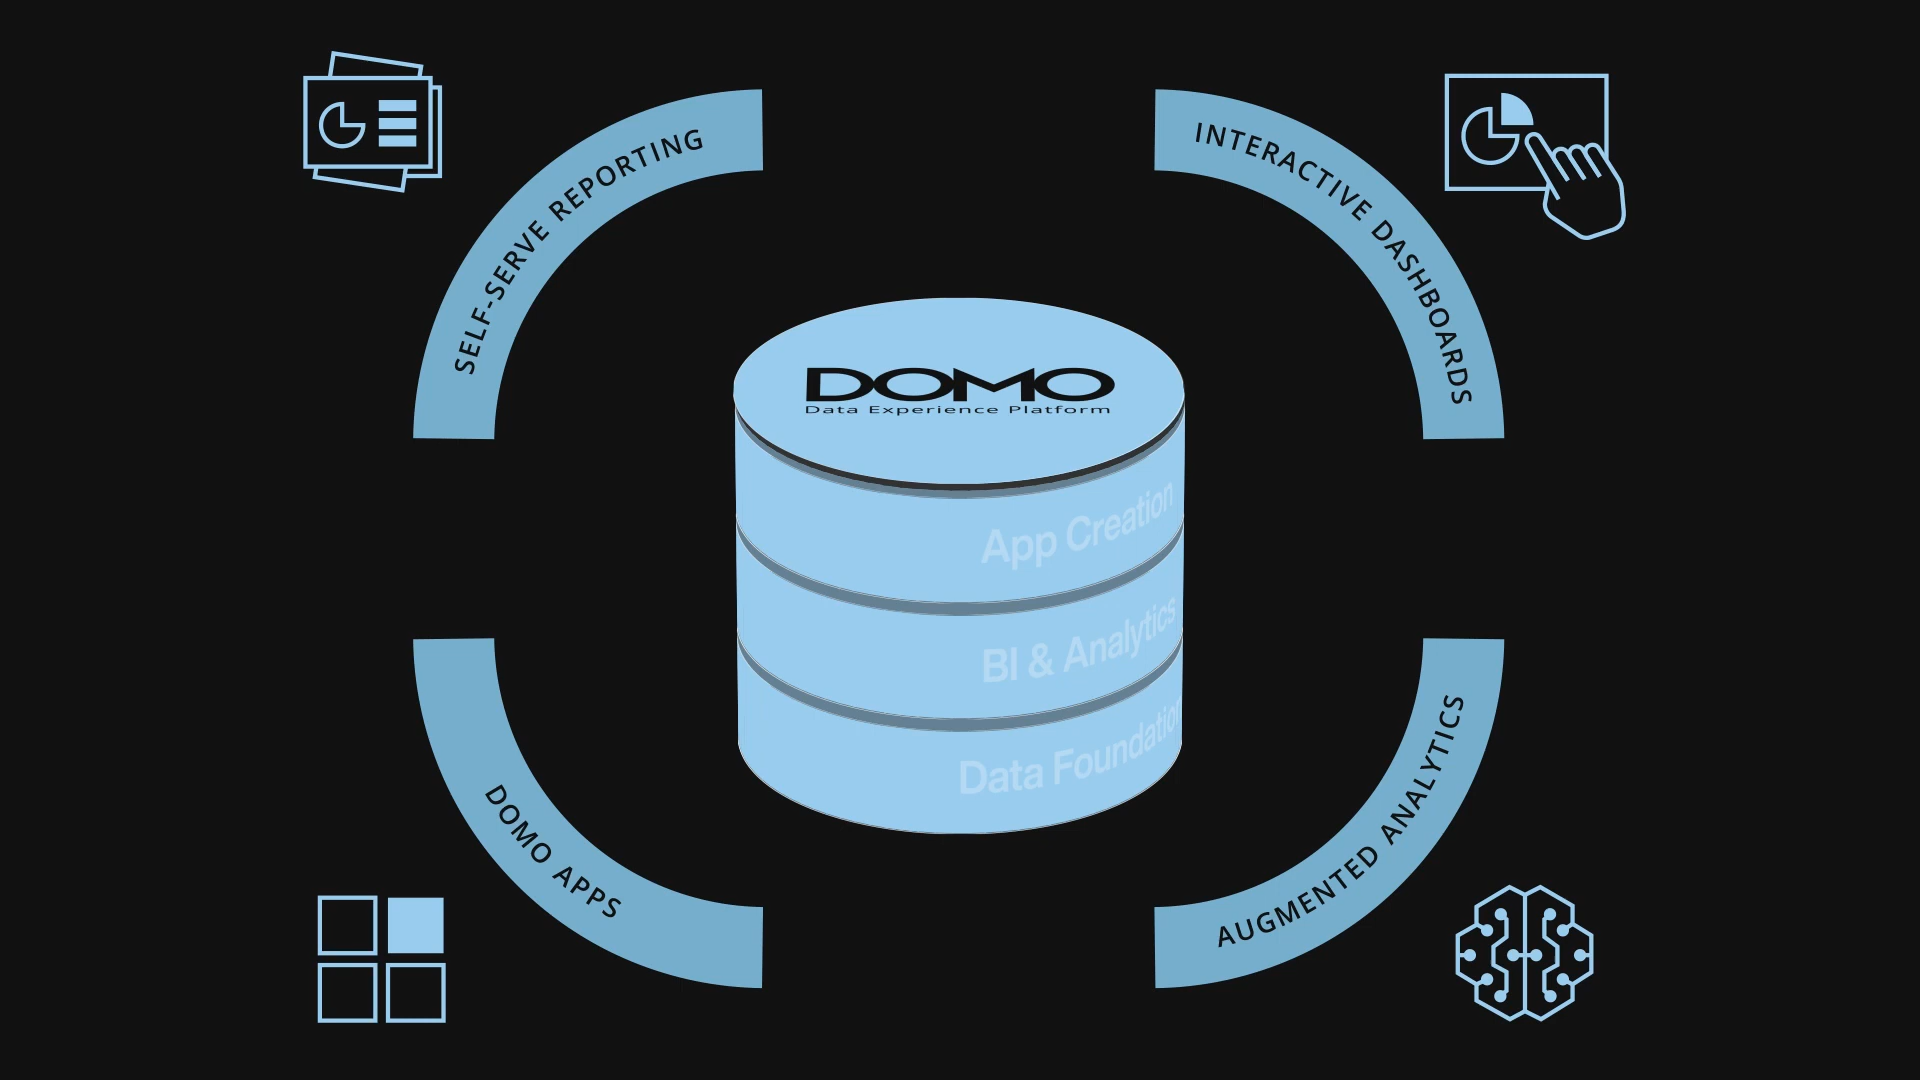 SELF-SERVE REPORTING
INTERACTIVE DASHBOARDS
DOMO
Data Experience Platform
App Creation
BI & Analytics
Data Foundation
DOMO APPS
AUGMENTED ANALYTICS